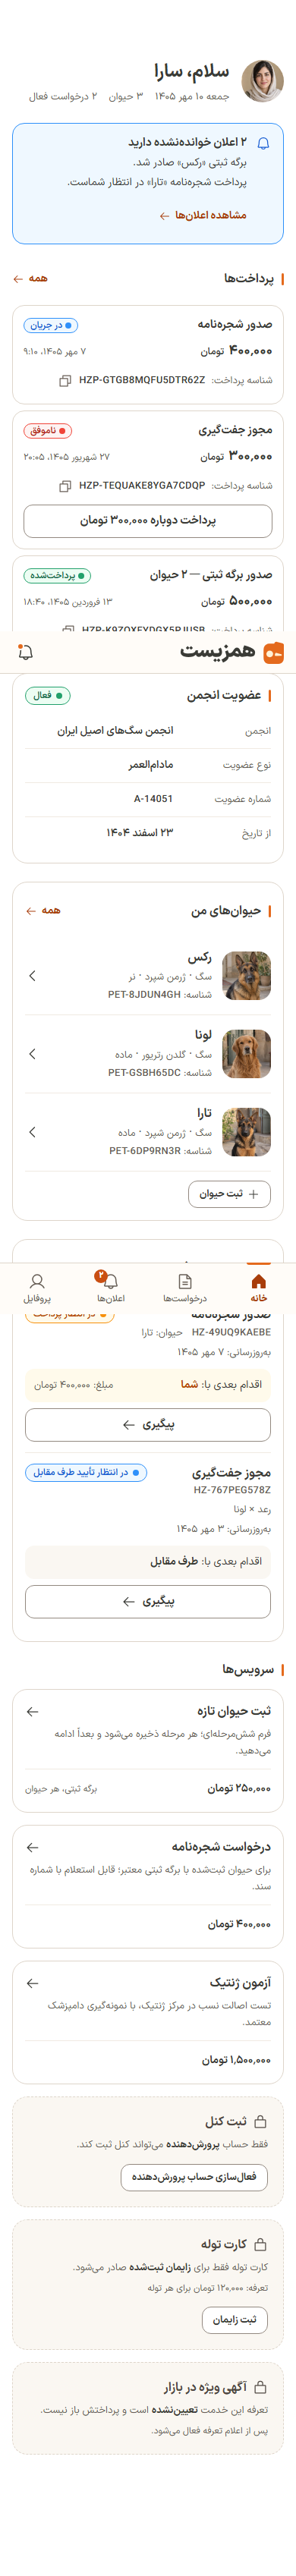 سلام، سارا
جمعه ۱۰ مهر ۱۴۰۵ ۳ حیوان ۲ درخواست فعال
۲ اعلان خوانده‌نشده دارید
برگه ثبتی «رکس» صادر شد.
پرداخت شجره‌نامه «تارا» در انتظار شماست.
مشاهده اعلان‌ها ←
پرداخت‌ها
همه ←
صدور شجره‌نامه
در جریان
۴۰۰,۰۰۰ تومان
۷ مهر ۱۴۰۵، ۹:۱۰
شناسه پرداخت: HZP-GTGB8MQFU5DTR62Z
مجوز جفت‌گیری
ناموفق
۳۰۰,۰۰۰ تومان
۲۷ شهریور ۱۴۰۵، ۲۰:۰۵
شناسه پرداخت: HZP-TEQUAKE8YGA7CDQP
پرداخت دوباره ۳۰۰,۰۰۰ تومان
صدور برگه ثبتی — ۲ حیوان
پرداخت‌شده
۵۰۰,۰۰۰ تومان
۱۳ فروردین ۱۴۰۵، ۱۸:۴۰
همزیست
عضویت انجمن
فعال
انجمن
انجمن سگ‌های اصیل ایران
نوع عضویت
مادام‌العمر
شماره عضویت
A-14051
از تاریخ
۲۳ اسفند ۱۴۰۴
حیوان‌های من
همه ←
رکس
سگ · ژرمن شپرد · نر
شناسه: PET-8JDUN4GH
لونا
سگ · گلدن رتریور · ماده
شناسه: PET-GSBH65DC
تارا
سگ · ژرمن شپرد · ماده
شناسه: PET-6DP9RN3R
+ ثبت حیوان
خانه
درخواست‌ها
۲
اعلان‌ها
پروفایل
صدور شجره‌نامه
در انتظار پرداخت
HZ-49UQ9KAEBE حیوان: تارا
به‌روزرسانی: ۷ مهر ۱۴۰۵
اقدام بعدی با: شما
مبلغ: ۴۰۰,۰۰۰ تومان
پیگیری ←
مجوز جفت‌گیری
در انتظار تأیید طرف مقابل
HZ-767PEG578Z
رعد × لونا
به‌روزرسانی: ۳ مهر ۱۴۰۵
اقدام بعدی با: طرف مقابل
پیگیری ←
سرویس‌ها
ثبت حیوان تازه ←
فرم شش‌مرحله‌ای؛ هر مرحله ذخیره می‌شود و بعداً ادامه
می‌دهید.
۲۵۰,۰۰۰ تومان
برگه ثبتی، هر حیوان
درخواست شجره‌نامه ←
برای حیوان ثبت‌شده با برگه ثبتی معتبر؛ قابل استعلام با شماره
سند.
۴۰۰,۰۰۰ تومان
آزمون ژنتیک ←
تست اصالت نسب در مرکز ژنتیک، با نمونه‌گیری دامپزشک
معتمد.
۱,۵۰۰,۰۰۰ تومان
ثبت کنل
فقط حساب پرورش‌دهنده می‌تواند کنل ثبت کند.
فعال‌سازی حساب پرورش‌دهنده
کارت توله
کارت توله فقط برای زایمان ثبت‌شده صادر می‌شود.
تعرفه: ۱۲۰,۰۰۰ تومان برای هر توله
ثبت زایمان
آگهی ویژه در بازار
تعرفه این خدمت تعیین‌نشده است و پرداختش باز نیست.
پس از اعلام تعرفه فعال می‌شود.